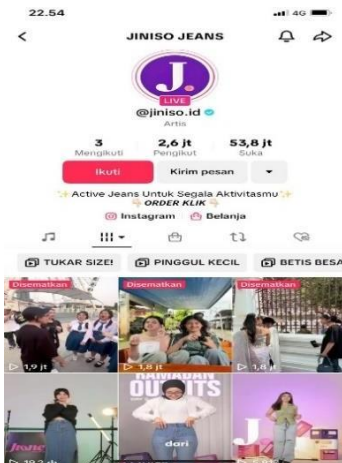 22.54
4G
JINISO JEANS
J.
LIVE
@jiniso.id
Artis
3 2,6 jt 53,8 jt
Mengikuti Pengikut Suka
Ikuti Kirim pesan
Active Jeans Untuk Segala Aktivitasmu
ORDER KLIK
Instagram Belanja
TUKAR SIZE! PINGGUL KECIL BETIS BESA
Disematkan Disematkan Disematkan
1,9 jt 1,8 jt 1,8
RAMADAN
OUTFITS
dari
J